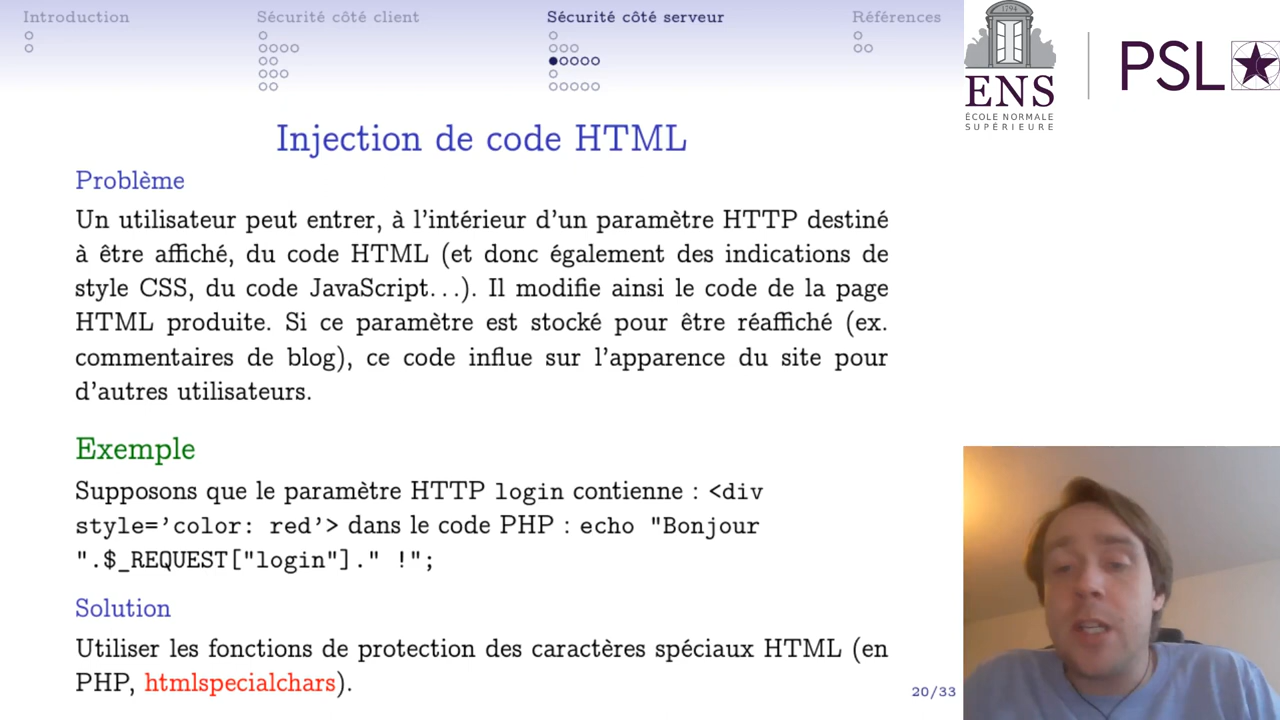 Introduction
Sécurité côté client
Sécurité côté serveur
Références
1794
ENS
ÉCOLE NORMALE
SUPÉRIEURE
PSL
Injection de code HTML
Problème
Un utilisateur peut entrer, à l'intérieur d'un paramètre HTTP destiné
à être affiché, du code HTML (et donc également des indications de
style CSS, du code JavaScript...). Il modifie ainsi le code de la page
HTML produite. Si ce paramètre est stocké pour être réaffiché (ex.
commentaires de blog), ce code influe sur l'apparence du site pour
d'autres utilisateurs.
Exemple
Supposons que le paramètre HTTP login contienne : <div
style='color: red'> dans le code PHP : echo "Bonjour
".$_REQUEST["login"]." !";
Solution
Utiliser les fonctions de protection des caractères spéciaux HTML (en
PHP, htmlspecialchars).
20/33